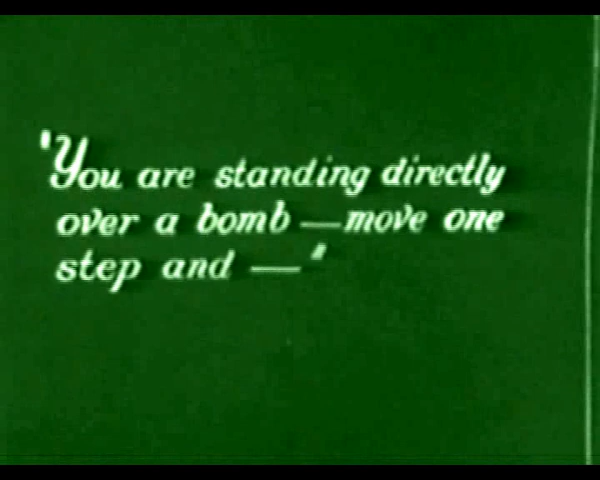 "You are standing directly
over a bomb — move one
step and — "